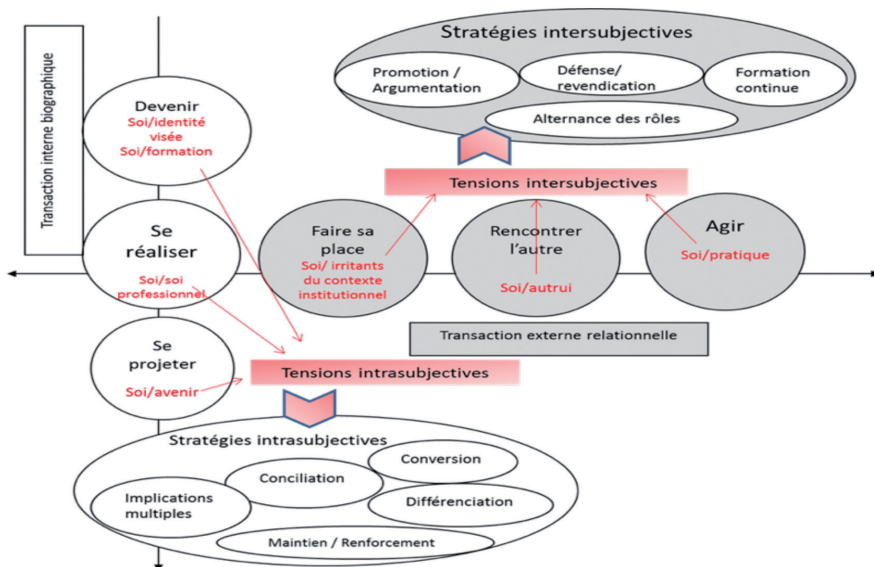 Stratégies intersubjectives
Promotion /
Argumentation
Défense/
revendication
Formation
continue
Alternance des rôles
Transaction interne biographique
Devenir
Soi/identité
visée
Soi/formation
Tensions intersubjectives
Se
réaliser
Soi/soi
professionnel
Faire sa
place
Soi/ irritants
du contexte
institutionnel
Rencontrer
l'autre
Soi/autrui
Agir
Soi/pratique
Transaction externe relationnelle
Se
projeter
Soi/avenir
Tensions intrasubjectives
Stratégies intrasubjectives
Conversion
Conciliation
Implications
multiples
Différenciation
Maintien / Renforcement